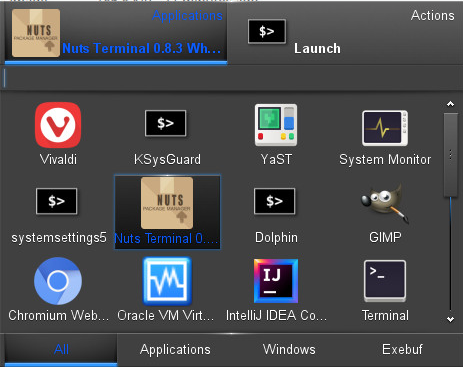 Applications
Actions
NUTS
PACKAGE MANAGER
Nuts Terminal 0.8.3 Wh...
$>
Launch
Vivaldi
$>
KSysGuard
YaST
System Monitor
$>
systemsettings5
NUTS
PACKAGE MANAGER
Nuts Terminal 0....
$>
Dolphin
GIMP
Chromium Web...
Oracle VM Virt...
IJ
IntelliJ IDEA Co...
>_
Terminal
All
Applications
Windows
Exebuf